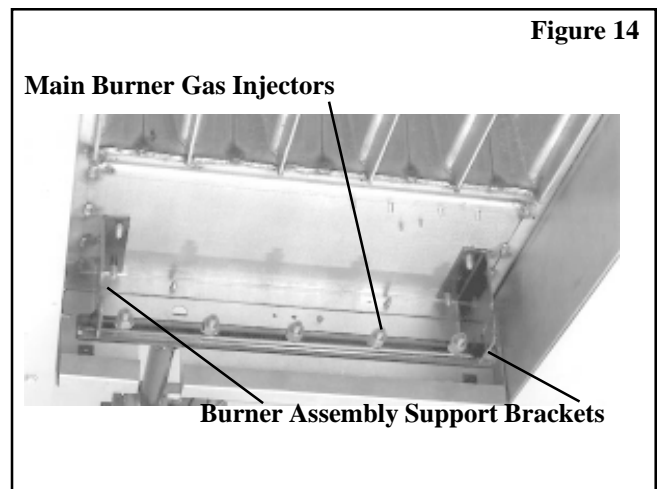 Figure 14
Main Burner Gas Injectors
Burner Assembly Support Brackets